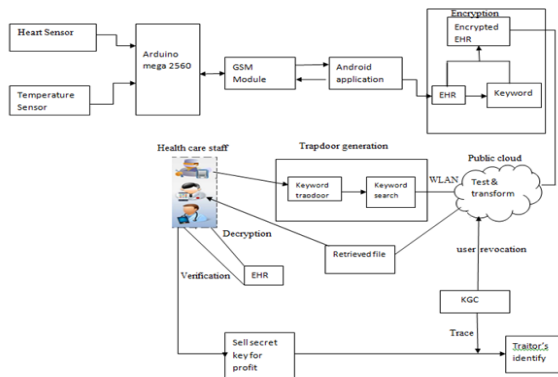 Encryption
Heart Sensor
Arduino
mega 2560
Encrypted
EHR
GSM
Module
Android
application
Temperature
Sensor
EHR
Keyword
Health care staff
Trapdoor generation
Public cloud
Keyword
traodoor
Keyword
search
WLAN
Test &
transform
Decryption
Retrieved file
user revocation
Verification
EHR
KGC
Trace
Sell secret
key for
profit
Traitor's
identify